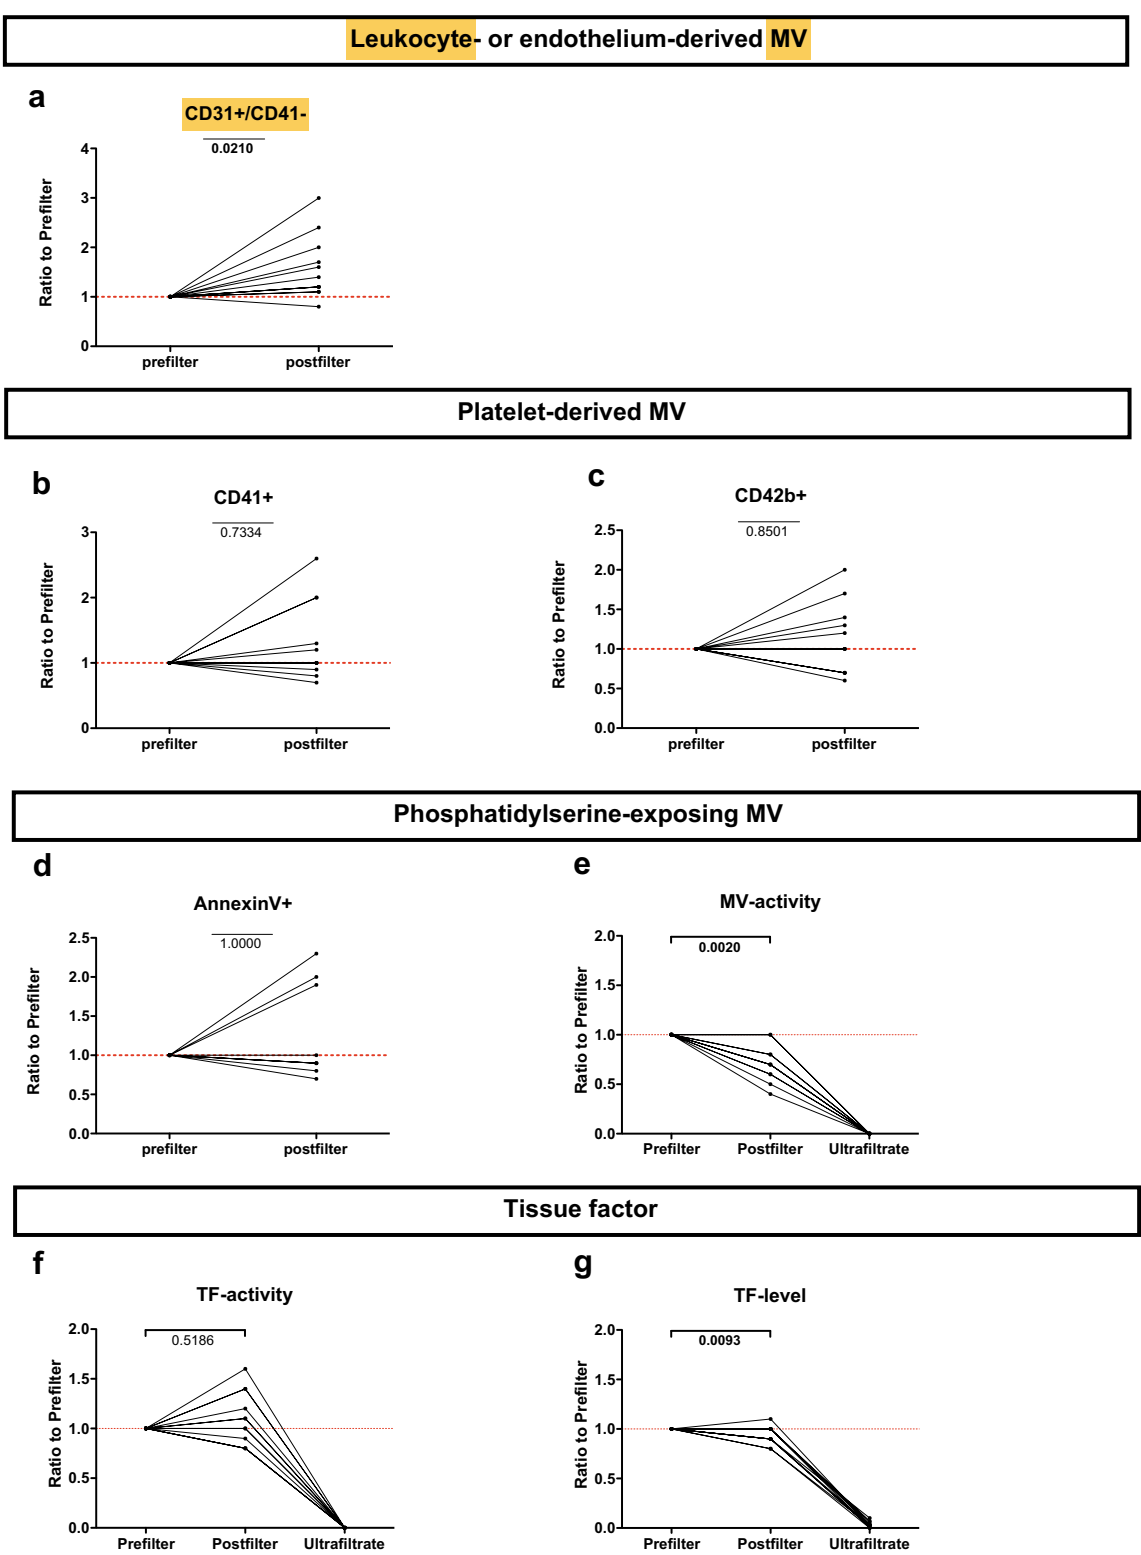 Leukocyte- or endothelium-derived MV
a
CD31+/CD41-
0.0210
Ratio to Prefilter
4
3
2
1
0
prefilter postfilter
Platelet-derived MV
b
CD41+
0.7334
Ratio to Prefilter
3
2
1
0
prefilter postfilter
c
CD42b+
0.8501
Ratio to Prefilter
2.5
2.0
1.5
1.0
0.5
0.0
prefilter postfilter
Phosphatidylserine-exposing MV
d
AnnexinV+
1.0000
Ratio to Prefilter
2.5
2.0
1.5
1.0
0.5
0.0
prefilter postfilter
e
MV-activity
0.0020
Ratio to Prefilter
2.0
1.5
1.0
0.5
0.0
Prefilter Postfilter Ultrafiltrate
Tissue factor
f
TF-activity
0.5186
Ratio to Prefilter
2.0
1.5
1.0
0.5
0.0
Prefilter Postfilter Ultrafiltrate
g
TF-level
0.0093
Ratio to Prefilter
2.0
1.5
1.0
0.5
0.0
Prefilter Postfilter Ultrafiltrate